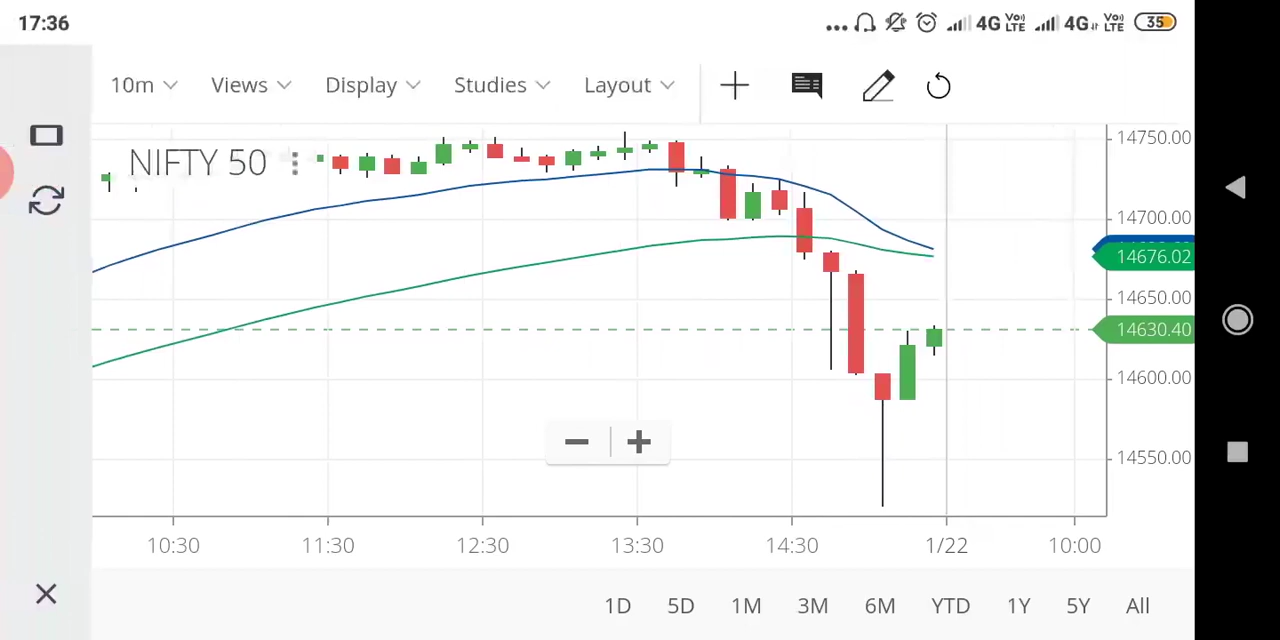 17:36
4G VoI) LTE 4G VoI) LTE 35
10m Views Display Studies Layout
NIFTY 50
14750.00
14700.00
14676.02
14650.00
14630.40
14600.00
14550.00
10:30 11:30 12:30 13:30 14:30 1/22 10:00
1D 5D 1M 3M 6M YTD 1Y 5Y All